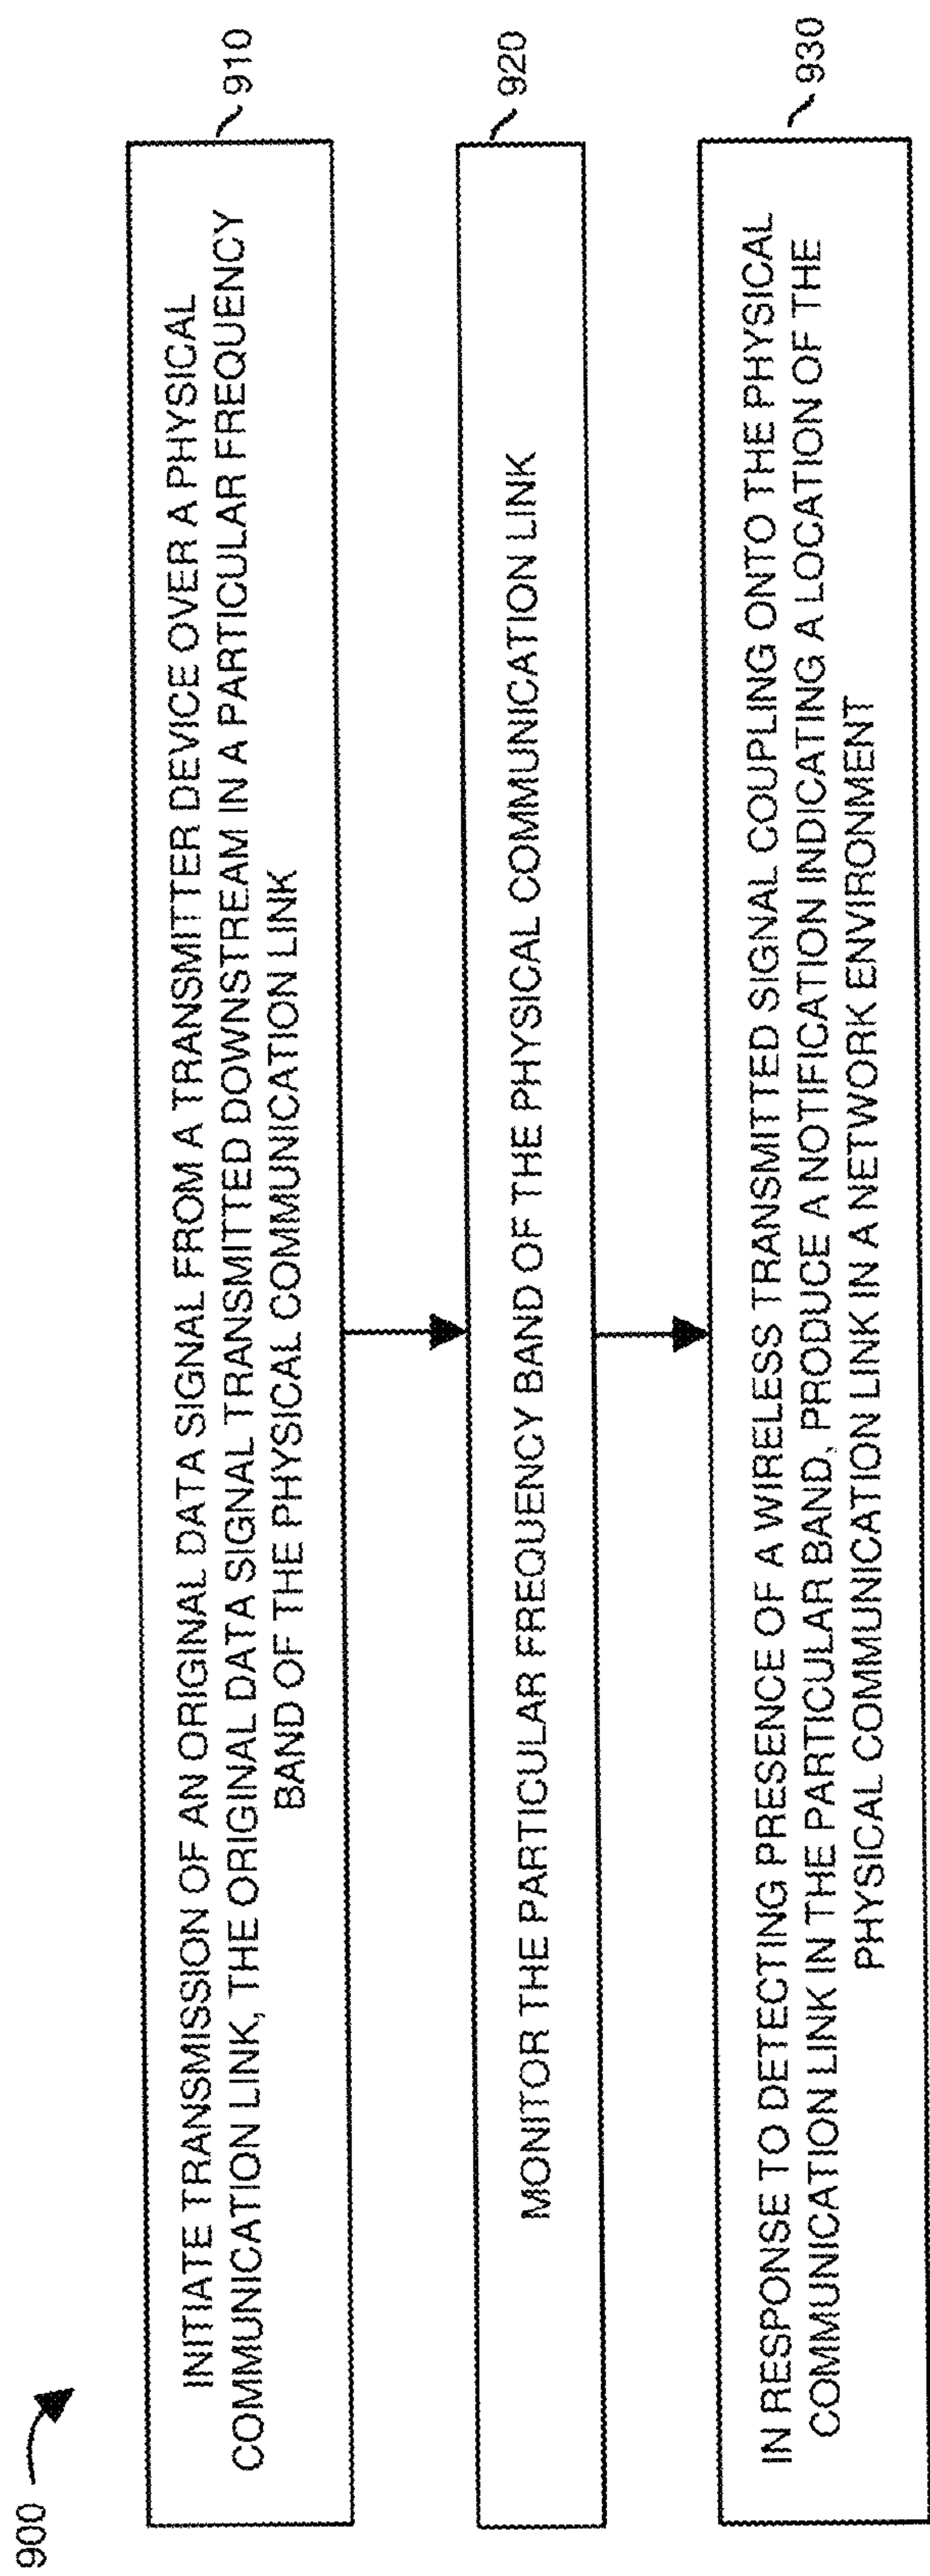 900
INITIATE TRANSMISSION OF AN ORIGINAL DATA SIGNAL FROM A TRANSMITTER DEVICE OVER A PHYSICAL
COMMUNICATION LINK, THE ORIGINAL DATA SIGNAL TRANSMITTED DOWNSTREAM IN A PARTICULAR FREQUENCY
BAND OF THE PHYSICAL COMMUNICATION LINK
910
MONITOR THE PARTICULAR FREQUENCY BAND OF THE PHYSICAL COMMUNICATION LINK
920
IN RESPONSE TO DETECTING PRESENCE OF A WIRELESS TRANSMITTED SIGNAL COUPLING ONTO THE PHYSICAL
COMMUNICATION LINK IN THE PARTICULAR BAND, PRODUCE A NOTIFICATION INDICATING A LOCATION OF THE
PHYSICAL COMMUNICATION LINK IN A NETWORK ENVIRONMENT
930